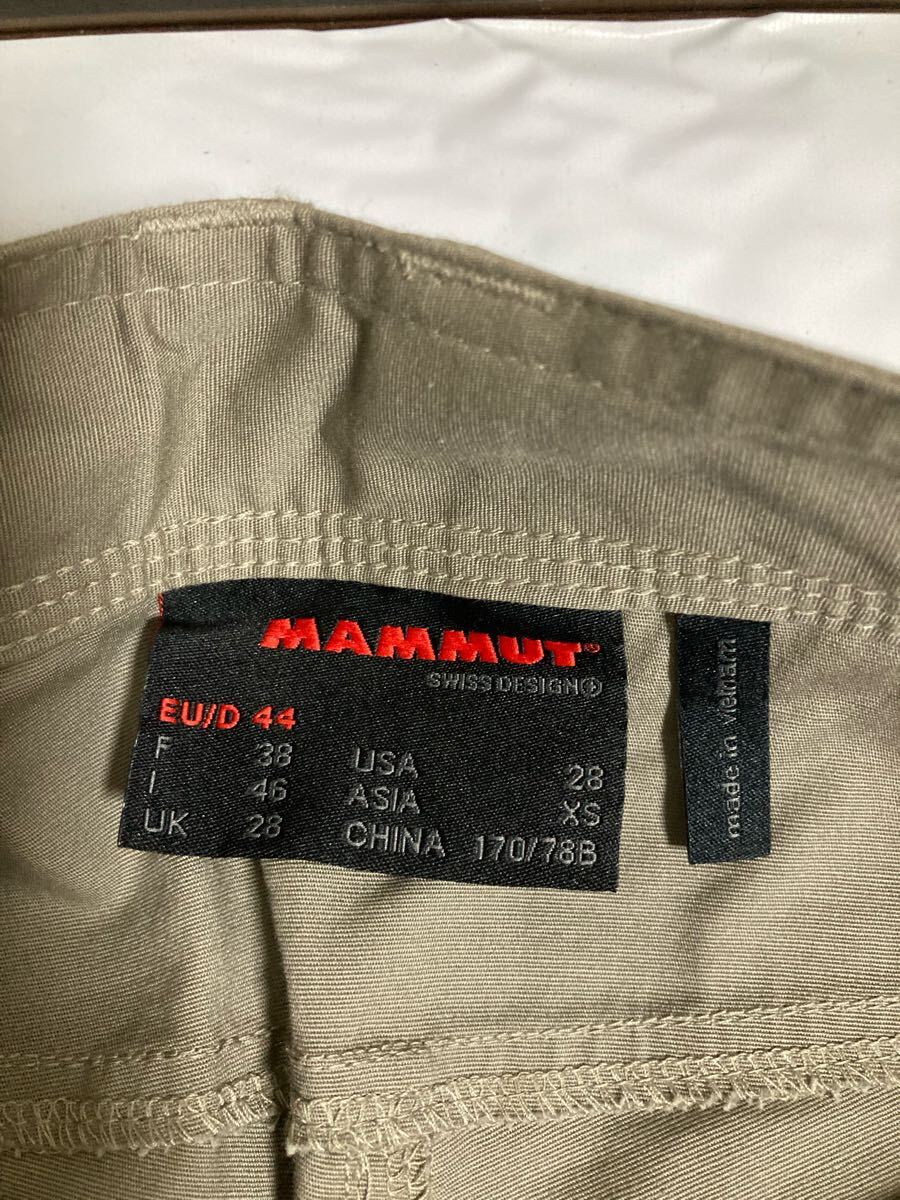 MAMMUT®
SWISS DESIGN
EU/D 44
F 38 USA 28
I 46 ASIA XS
UK 28 CHINA 170/78B
made in vietnam